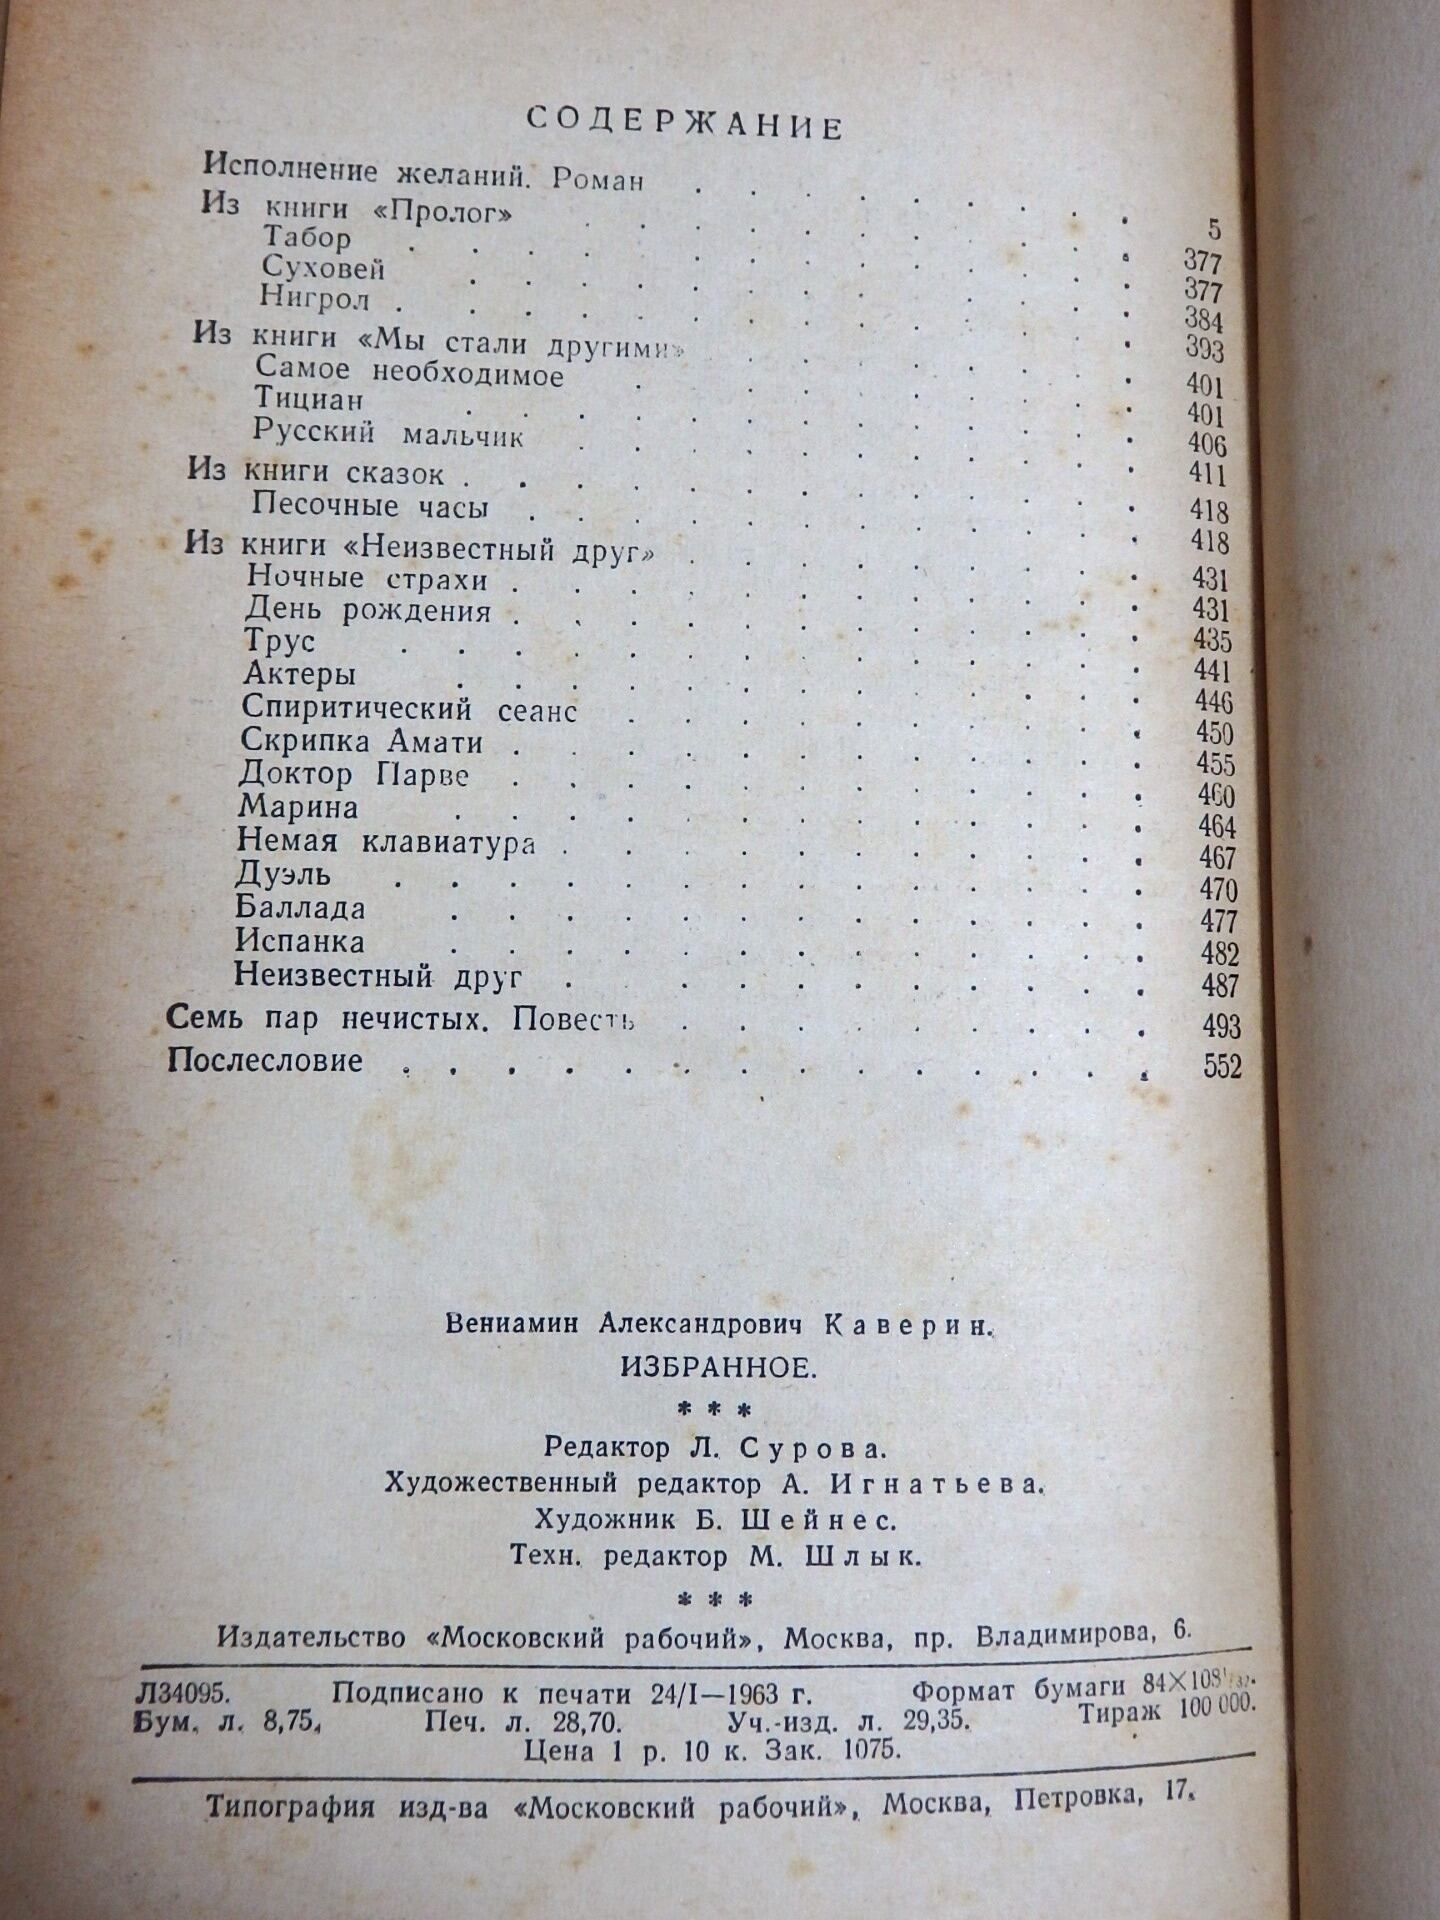 СОДЕРЖАНИЕ
Исполнение желаний. Роман . . . . . . . . . 5
Из книги «Пролог» . . . . . . . . . . 377
Табор . . . . . . . . . . . . 377
Суховей . . . . . . . . . . . . 384
Нигрол . . . . . . . . . . . . . 393
Из книги «Мы стали другими» . . . . . . . . 401
Самое необходимое . . . . . . . . . 401
Тициан . . . . . . . . . . . . 406
Русский мальчик . . . . . . . . . . 411
Из книги сказок . . . . . . . . . . . . 418
Песочные часы . . . . . . . . . . . 418
Из книги «Неизвестный друг» . . . . . . . . 431
Ночные страхи . . . . . . . . . . . 431
День рождения . . . . . . . . . . . 435
Трус . . . . . . . . . . . . . . 441
Актеры . . . . . . . . . . . . 446
Спиритический сеанс . . . . . . . . . 450
Скрипка Амати . . . . . . . . . . . 455
Доктор Парве . . . . . . . . . . . 460
Марина . . . . . . . . . . . . 464
Немая клавиатура . . . . . . . . . . 467
Дуэль . . . . . . . . . . . . . . 470
Баллада . . . . . . . . . . . . 477
Испанка . . . . . . . . . . . . 482
Неизвестный друг . . . . . . . . . . 487
Семь пар нечистых. Повесть . . . . . . . . . 493
Послесловие . . . . . . . . . . . . . . 552
Вениамин Александрович Каверин.
ИЗБРАННОЕ.
* * *
Редактор Л. Сурова.
Художественный редактор А. Игнатьева.
Художник Б. Шейнес.
Техн. редактор М. Шлык.
* * *
Издательство «Московский рабочий», Москва, пр. Владимирова, 6.
Л34095. Подписано к печати 24/I—1963 г. Формат бумаги 84×108¹/₃₂.
Бум. л. 8,75. Печ. л. 28,70. Уч.-изд. л. 29,35. Тираж 100 000.
Цена 1 р. 10 к. Зак. 1075.
Типография изд-ва «Московский рабочий», Москва, Петровка, 17.